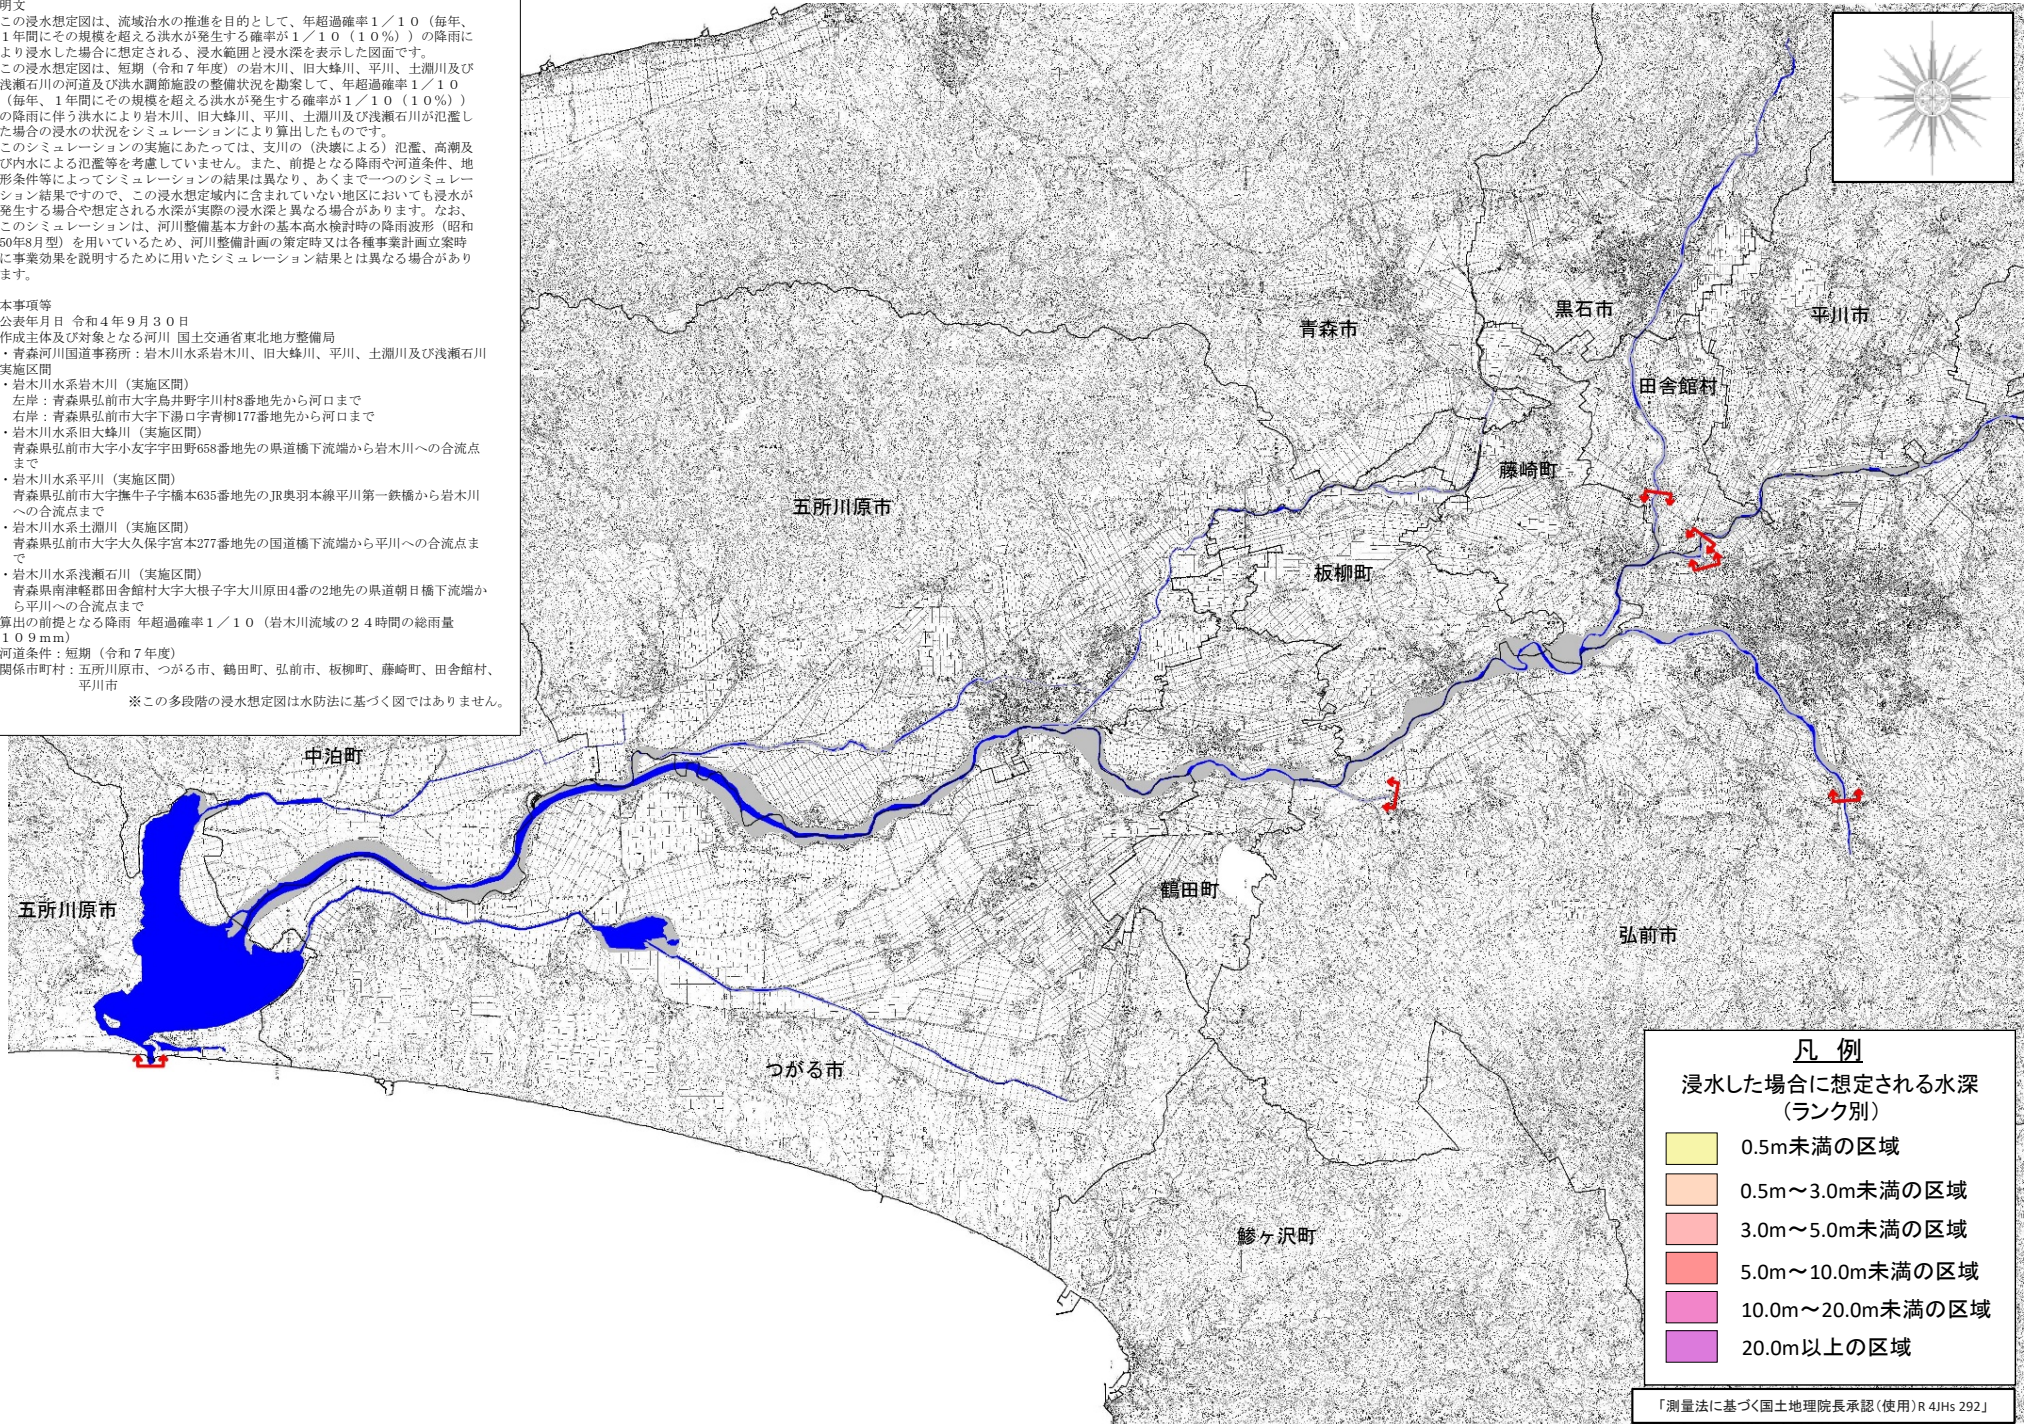 明文
この浸水想定図は、流域治水の推進を目的として、年超過確率１／１０（毎年、
１年間にその規模を超える洪水が発生する確率が１／１０（１０％））の降雨に
より浸水した場合に想定される、浸水範囲と浸水深を表示した図面です。
この浸水想定図は、短期（令和７年度）の岩木川、旧大蜂川、平川、土淵川及び
浅瀬石川の河道及び洪水調節施設の整備状況を勘案して、年超過確率１／１０
（毎年、１年間にその規模を超える洪水が発生する確率が１／１０（１０％））
の降雨に伴う洪水により岩木川、旧大蜂川、平川、土淵川及び浅瀬石川が氾濫し
た場合の浸水の状況をシミュレーションにより算出したものです。
このシミュレーションの実施にあたっては、支川の（決壊による）氾濫、高潮及
び内水による氾濫等を考慮していません。また、前提となる降雨や河道条件、地
形条件等によってシミュレーションの結果は異なり、あくまで一つのシミュレー
ション結果ですので、この浸水想定域内に含まれていない地区においても浸水が
発生する場合や想定される水深が実際の浸水深と異なる場合があります。なお、
このシミュレーションは、河川整備基本方針の基本高水検討時の降雨波形（昭和
50年8月型）を用いているため、河川整備計画の策定時又は各種事業計画立案時
に事業効果を説明するために用いたシミュレーション結果とは異なる場合があり
ます。
本事項等
公表年月日 令和４年９月３０日
作成主体及び対象となる河川 国土交通省東北地方整備局
・青森河川国道事務所：岩木川水系岩木川、旧大蜂川、平川、土淵川及び浅瀬石川
実施区間
・岩木川水系岩木川（実施区間）
左岸：青森県弘前市大字鳥井野字川村8番地先から河口まで
右岸：青森県弘前市大字下湯口字青柳177番地先から河口まで
・岩木川水系旧大蜂川（実施区間）
青森県弘前市大字小友字宇田野658番地先の県道橋下流端から岩木川への合流点
まで
・岩木川水系平川（実施区間）
青森県弘前市大字撫牛子字橋本635番地先のJR奥羽本線平川第一鉄橋から岩木川
への合流点まで
・岩木川水系土淵川（実施区間）
青森県弘前市大字大久保字宮本277番地先の国道橋下流端から平川への合流点ま
で
・岩木川水系浅瀬石川（実施区間）
青森県南津軽郡田舎館村大字大根子字大川原田4番の2地先の県道朝日橋下流端か
ら平川への合流点まで
算出の前提となる降雨 年超過確率１／１０（岩木川流域の２４時間の総雨量
１０９mm）
河道条件：短期（令和７年度）
関係市町村：五所川原市、つがる市、鶴田町、弘前市、板柳町、藤崎町、田舎館村、
平川市
※この多段階の浸水想定図は水防法に基づく図ではありません。
黒石市
平川市
青森市
田舎館村
藤崎町
五所川原市
板柳町
中泊町
鶴田町
五所川原市
弘前市
つがる市
鰺ヶ沢町
凡 例
浸水した場合に想定される水深
（ランク別）
0.5m未満の区域
0.5m～3.0m未満の区域
3.0m～5.0m未満の区域
5.0m～10.0m未満の区域
10.0m～20.0m未満の区域
20.0m以上の区域
「測量法に基づく国土地理院長承認（使用）R 4JHs 292」